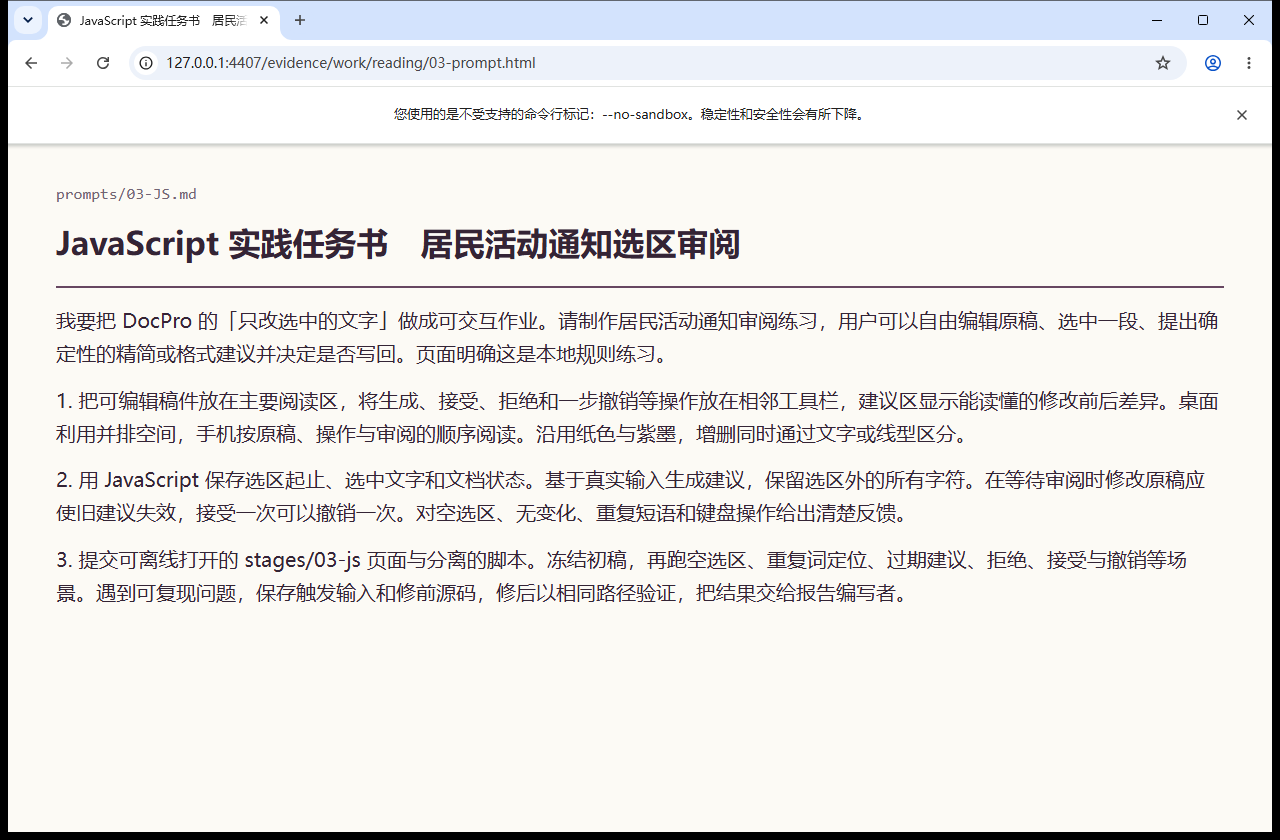 JavaScript 实践任务书　居民活
127.0.0.1:4407/evidence/work/reading/03-prompt.html
您使用的是不受支持的命令行标记：--no-sandbox。稳定性和安全性会有所下降。
prompts/03-JS.md
JavaScript 实践任务书　居民活动通知选区审阅
我要把 DocPro 的「只改选中的文字」做成可交互作业。请制作居民活动通知审阅练习，用户可以自由编辑原稿、选中一段、提出确
定性的精简或格式建议并决定是否写回。页面明确这是本地规则练习。
1. 把可编辑稿件放在主要阅读区，将生成、接受、拒绝和一步撤销等操作放在相邻工具栏，建议区显示能读懂的修改前后差异。桌面
利用并排空间，手机按原稿、操作与审阅的顺序阅读。沿用纸色与紫墨，增删同时通过文字或线型区分。
2. 用 JavaScript 保存选区起止、选中文字和文档状态。基于真实输入生成建议，保留选区外的所有字符。在等待审阅时修改原稿应
使旧建议失效，接受一次可以撤销一次。对空选区、无变化、重复短语和键盘操作给出清楚反馈。
3. 提交可离线打开的 stages/03-js 页面与分离的脚本。冻结初稿，再跑空选区、重复词定位、过期建议、拒绝、接受与撤销等场
景。遇到可复现问题，保存触发输入和修前源码，修后以相同路径验证，把结果交给报告编写者。